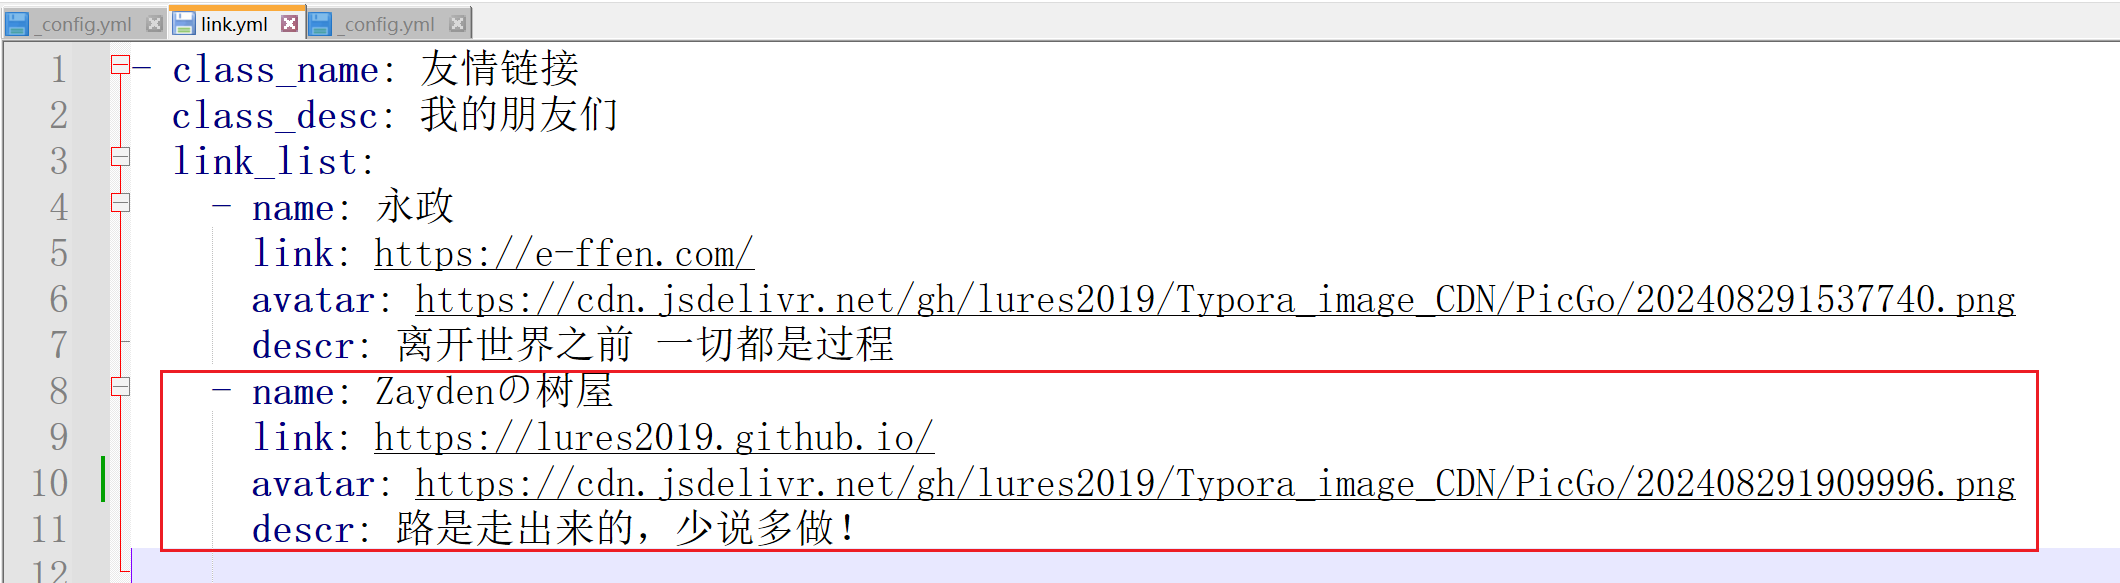 _config.yml link.yml _config.yml
1 - class_name: 友情链接
2 class_desc: 我的朋友们
3 link_list:
4 - name: 永政
5 link: https://e-ffen.com/
6 avatar: https://cdn.jsdelivr.net/gh/lures2019/Typora_image_CDN/PicGo/202408291537740.png
7 descr: 离开世界之前 一切都是过程
8 - name: Zaydenの树屋
9 link: https://lures2019.github.io/
10 avatar: https://cdn.jsdelivr.net/gh/lures2019/Typora_image_CDN/PicGo/202408291909996.png
11 descr: 路是走出来的，少说多做！
12